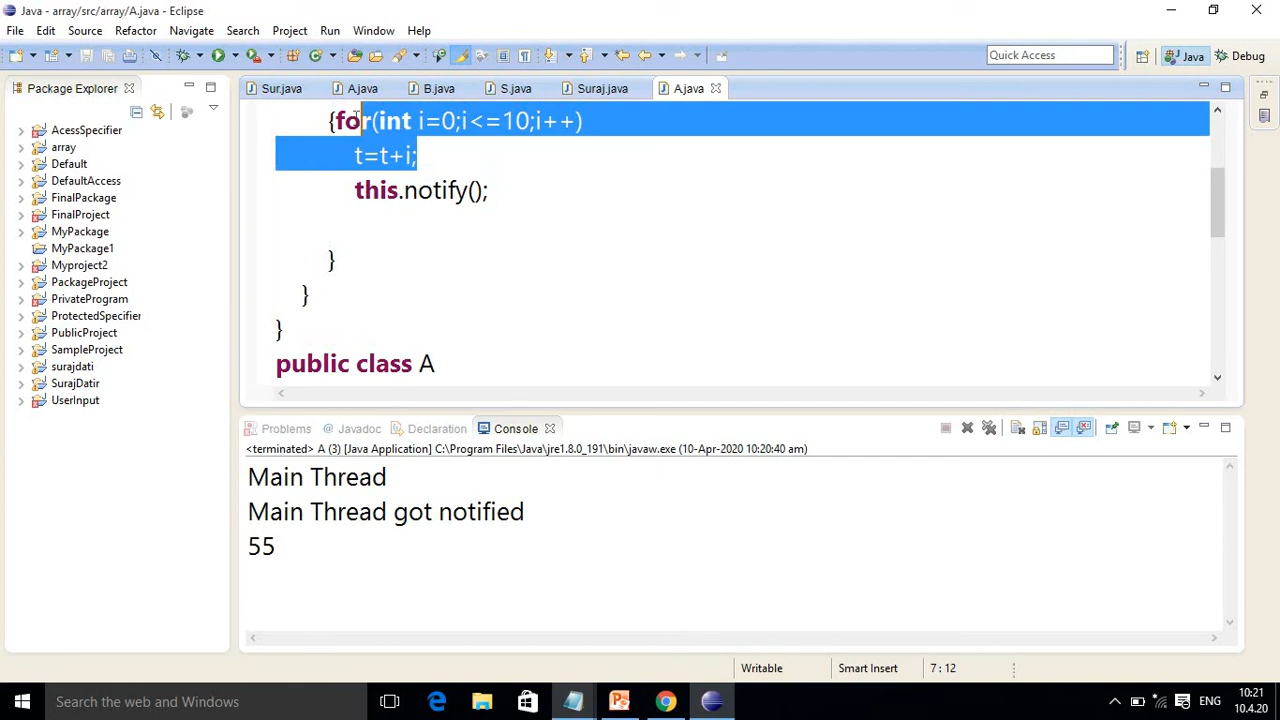 Java - array/src/array/A.java - Eclipse
File Edit Source Refactor Navigate Search Project Run Window Help
Quick Access Java Debug
Package Explorer
Sur.java A.java B.java S.java Suraj.java A.java
AcessSpecifier
array
Default
DefaultAccess
FinalPackage
FinalProject
MyPackage
MyPackage1
Myproject2
PackageProject
PrivateProgram
ProtectedSpecifier
PublicProject
SampleProject
surajdati
SurajDatir
UserInput
{for(int i=0;i<=10;i++)
t=t+i;
this.notify();
}
}
}
public class A
Problems Javadoc Declaration Console
<terminated> A (3) [Java Application] C:\Program Files\Java\jre1.8.0_191\bin\javaw.exe (10-Apr-2020 10:20:40 am)
Main Thread
Main Thread got notified
55
Writable Smart Insert 7 : 12
Search the web and Windows
ENG
10:21
10.4.20